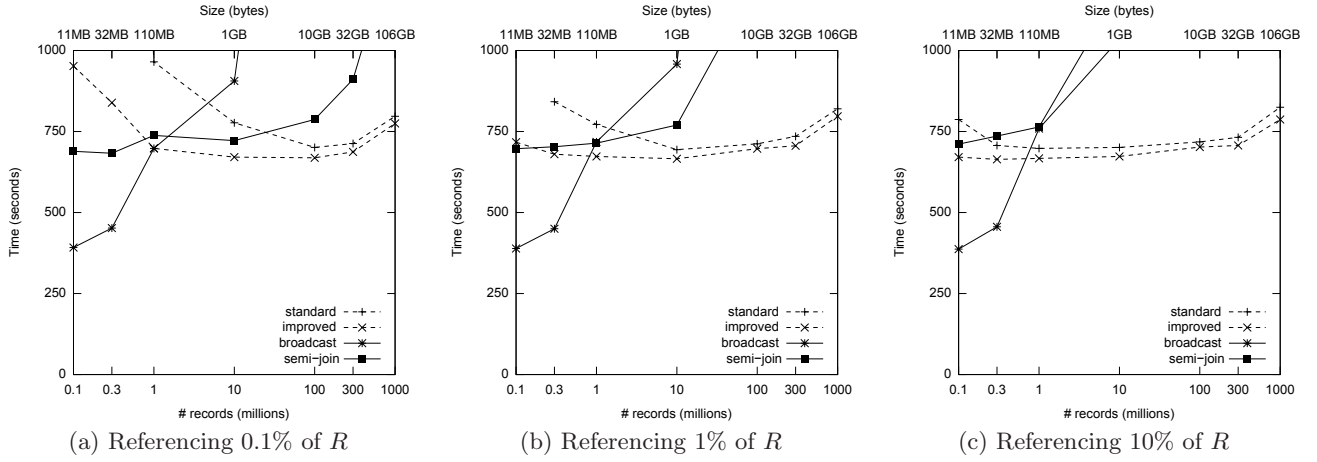 Size (bytes)
11MB 32MB 110MB 1GB 10GB 32GB 106GB
1000
750
500
250
0
Time (seconds)
standard
improved
broadcast
semi-join
0.1 0.3 1 10 100 300 1000
# records (millions)
(a) Referencing 0.1% of R
Size (bytes)
11MB 32MB 110MB 1GB 10GB 32GB 106GB
1000
750
500
250
0
Time (seconds)
standard
improved
broadcast
semi-join
0.1 0.3 1 10 100 300 1000
# records (millions)
(b) Referencing 1% of R
Size (bytes)
11MB 32MB 110MB 1GB 10GB 32GB 106GB
1000
750
500
250
0
Time (seconds)
standard
improved
broadcast
semi-join
0.1 0.3 1 10 100 300 1000
# records (millions)
(c) Referencing 10% of R